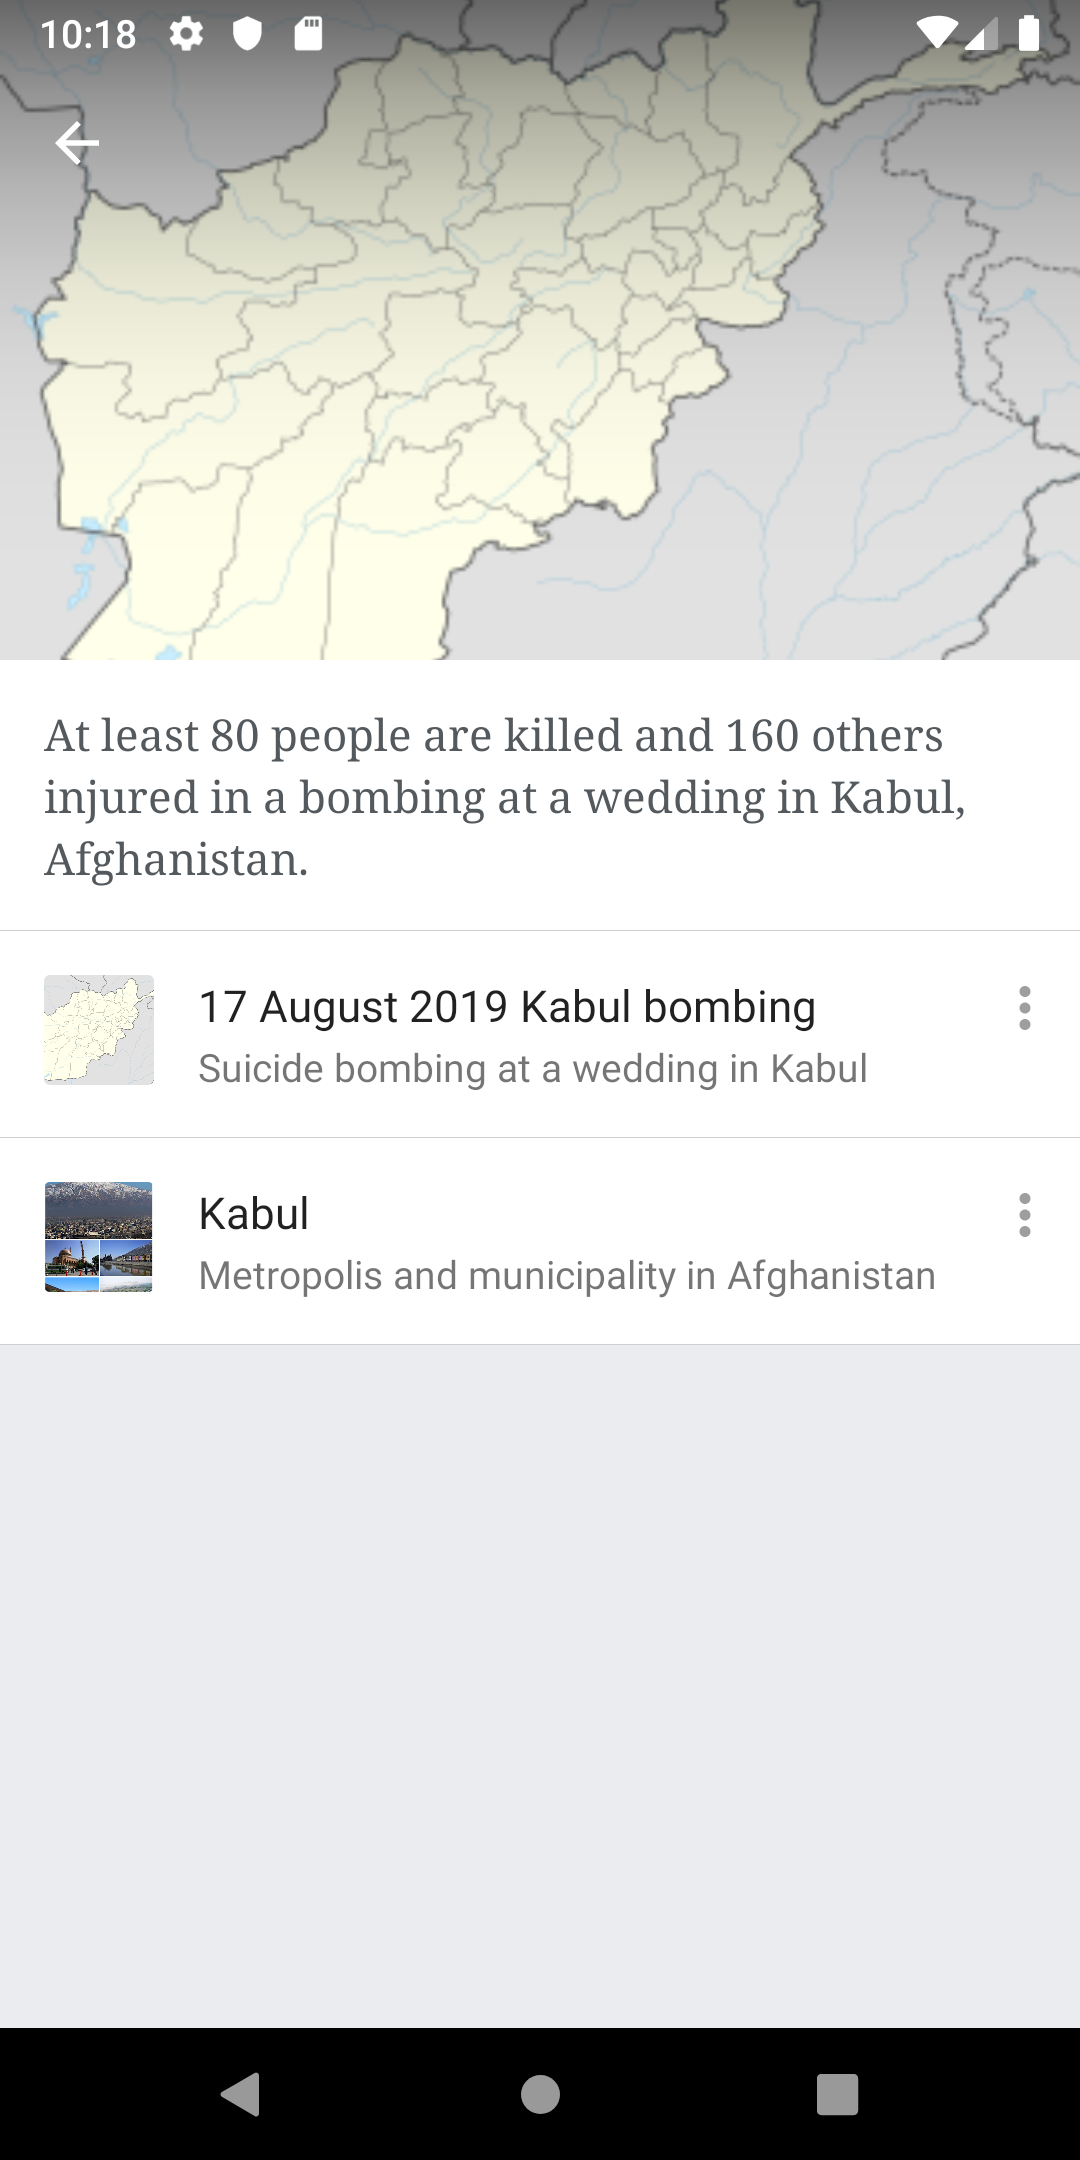 10:18
At least 80 people are killed and 160 others
injured in a bombing at a wedding in Kabul,
Afghanistan.
17 August 2019 Kabul bombing
Suicide bombing at a wedding in Kabul
Kabul
Metropolis and municipality in Afghanistan